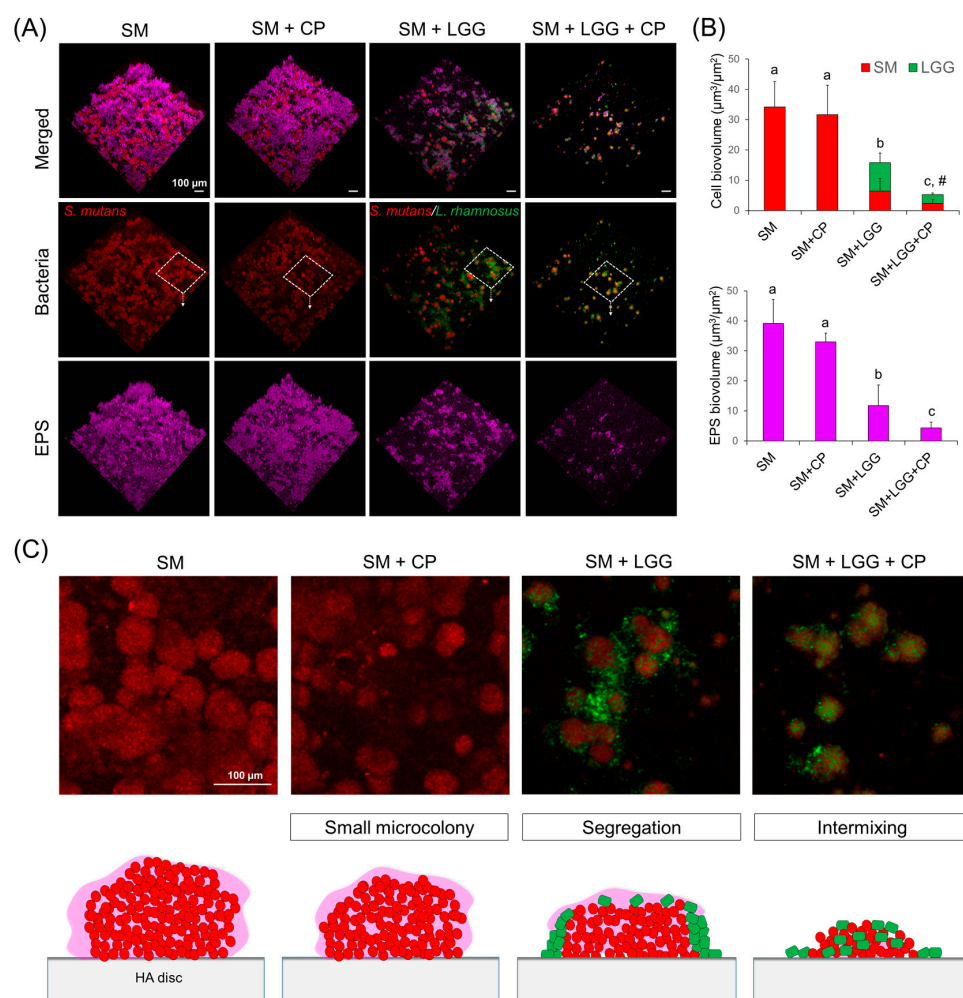 (A)
SM
SM + CP
SM + LGG
SM + LGG + CP
Merged
100 µm
Bacteria
S. mutans
S. mutans/L. rhamnosus
EPS
(B)
Cell biovolume (µm³/µm²)
50
40
30
20
10
0
SM
LGG
a
a
b
c, #
SM
SM+CP
SM+LGG
SM+LGG+CP
EPS biovolume (µm³/µm²)
50
40
30
20
10
0
a
a
b
c
SM
SM+CP
SM+LGG
SM+LGG+CP
(C)
SM
SM + CP
SM + LGG
SM + LGG + CP
100 µm
Small microcolony
Segregation
Intermixing
HA disc